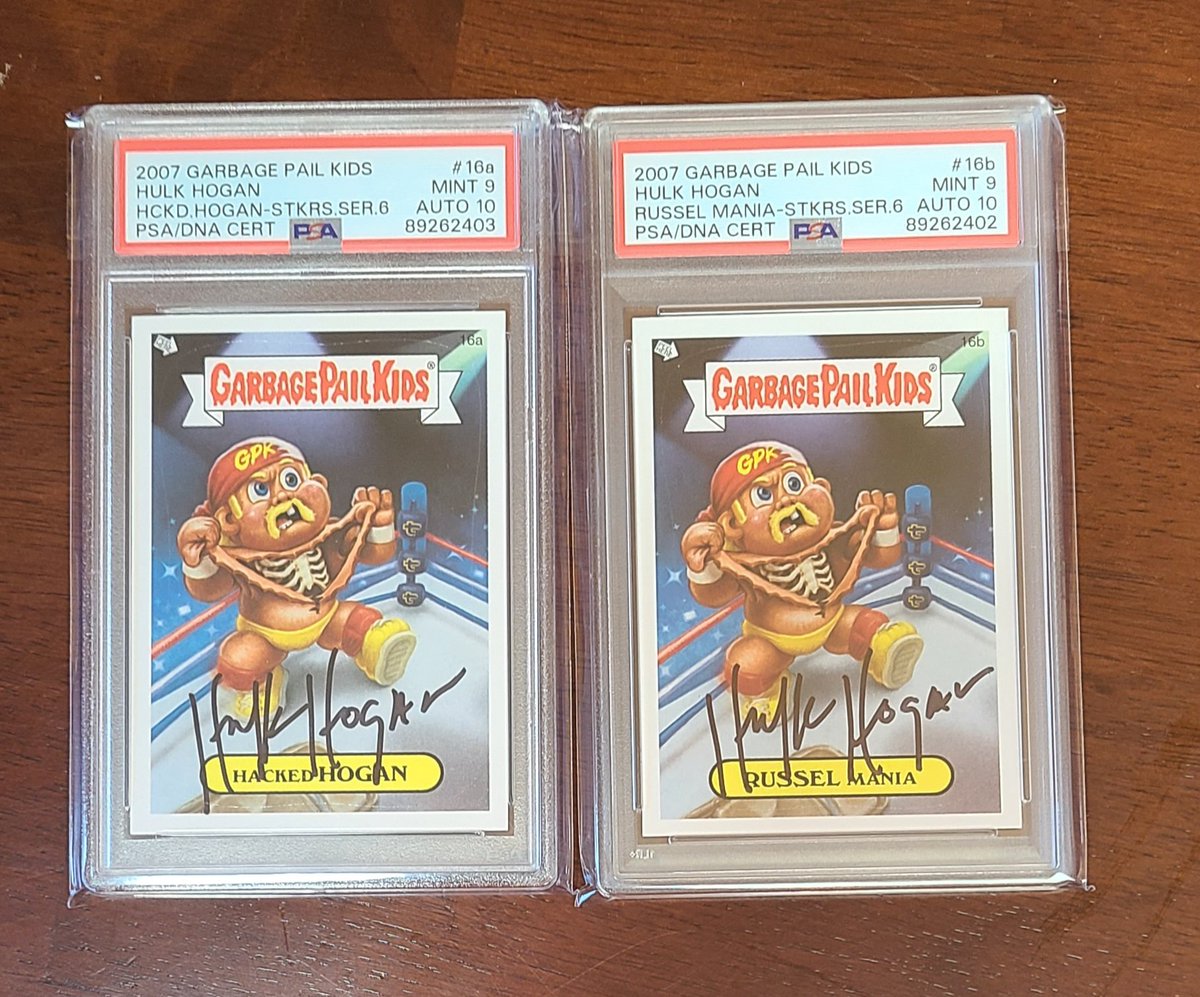 2007 GARBAGE PAIL KIDS #16a
HULK HOGAN MINT 9
HCKD.HOGAN-STKRS.SER.6 AUTO 10
PSA/DNA CERT PSA 89262403
16a
GARBAGE PAIL KIDS®
GPK
t
t
t
Hulk Hogan
HACKED HOGAN
2007 GARBAGE PAIL KIDS #16b
HULK HOGAN MINT 9
RUSSEL MANIA-STKRS.SER.6 AUTO 10
PSA/DNA CERT PSA 89262402
16b
GARBAGE PAIL KIDS®
GPK
t
t
t
Hulk Hogan
RUSSEL MANIA